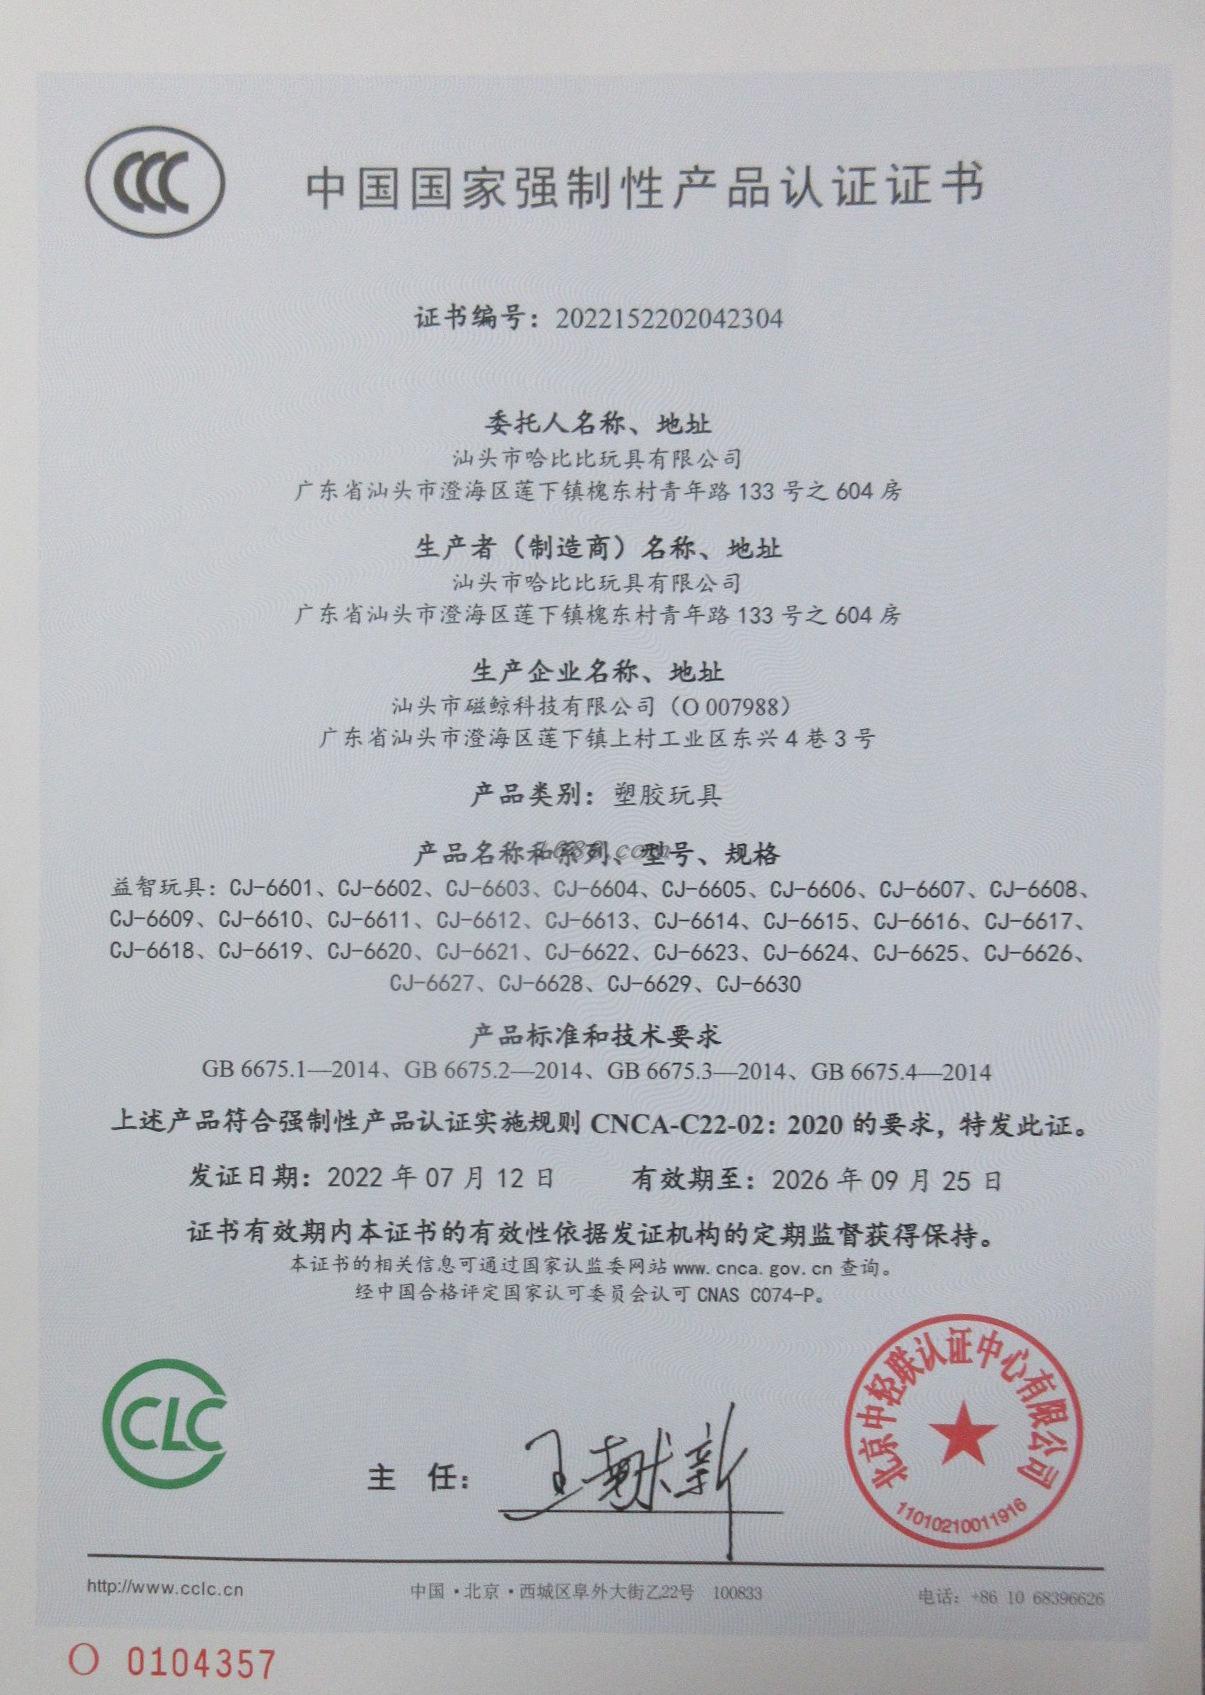 CCC
中国国家强制性产品认证证书
证书编号：2022152202042304
委托人名称、地址
汕头市哈比比玩具有限公司
广东省汕头市澄海区莲下镇槐东村青年路 133 号之 604 房
生产者（制造商）名称、地址
汕头市哈比比玩具有限公司
广东省汕头市澄海区莲下镇槐东村青年路 133 号之 604 房
生产企业名称、地址
汕头市磁鲸科技有限公司（O 007988）
广东省汕头市澄海区莲下镇上村工业区东兴 4 巷 3 号
产品类别：塑胶玩具
产品名称和系列、型号、规格
益智玩具：CJ-6601、CJ-6602、CJ-6603、CJ-6604、CJ-6605、CJ-6606、CJ-6607、CJ-6608、
CJ-6609、CJ-6610、CJ-6611、CJ-6612、CJ-6613、CJ-6614、CJ-6615、CJ-6616、CJ-6617、
CJ-6618、CJ-6619、CJ-6620、CJ-6621、CJ-6622、CJ-6623、CJ-6624、CJ-6625、CJ-6626、
CJ-6627、CJ-6628、CJ-6629、CJ-6630
产品标准和技术要求
GB 6675.1—2014、GB 6675.2—2014、GB 6675.3—2014、GB 6675.4—2014
上述产品符合强制性产品认证实施规则 CNCA-C22-02：2020 的要求，特发此证。
发证日期：2022 年 07 月 12 日 有效期至：2026 年 09 月 25 日
证书有效期内本证书的有效性依据发证机构的定期监督获得保持。
本证书的相关信息可通过国家认监委网站 www.cnca.gov.cn 查询。
经中国合格评定国家认可委员会认可 CNAS C074-P。
CLC
主 任：王献新
北京中轻联认证中心有限公司
11010210011916
http://www.cclc.cn 中国·北京·西城区阜外大街乙22号 100833 电话：+86 10 68396626
O 0104357